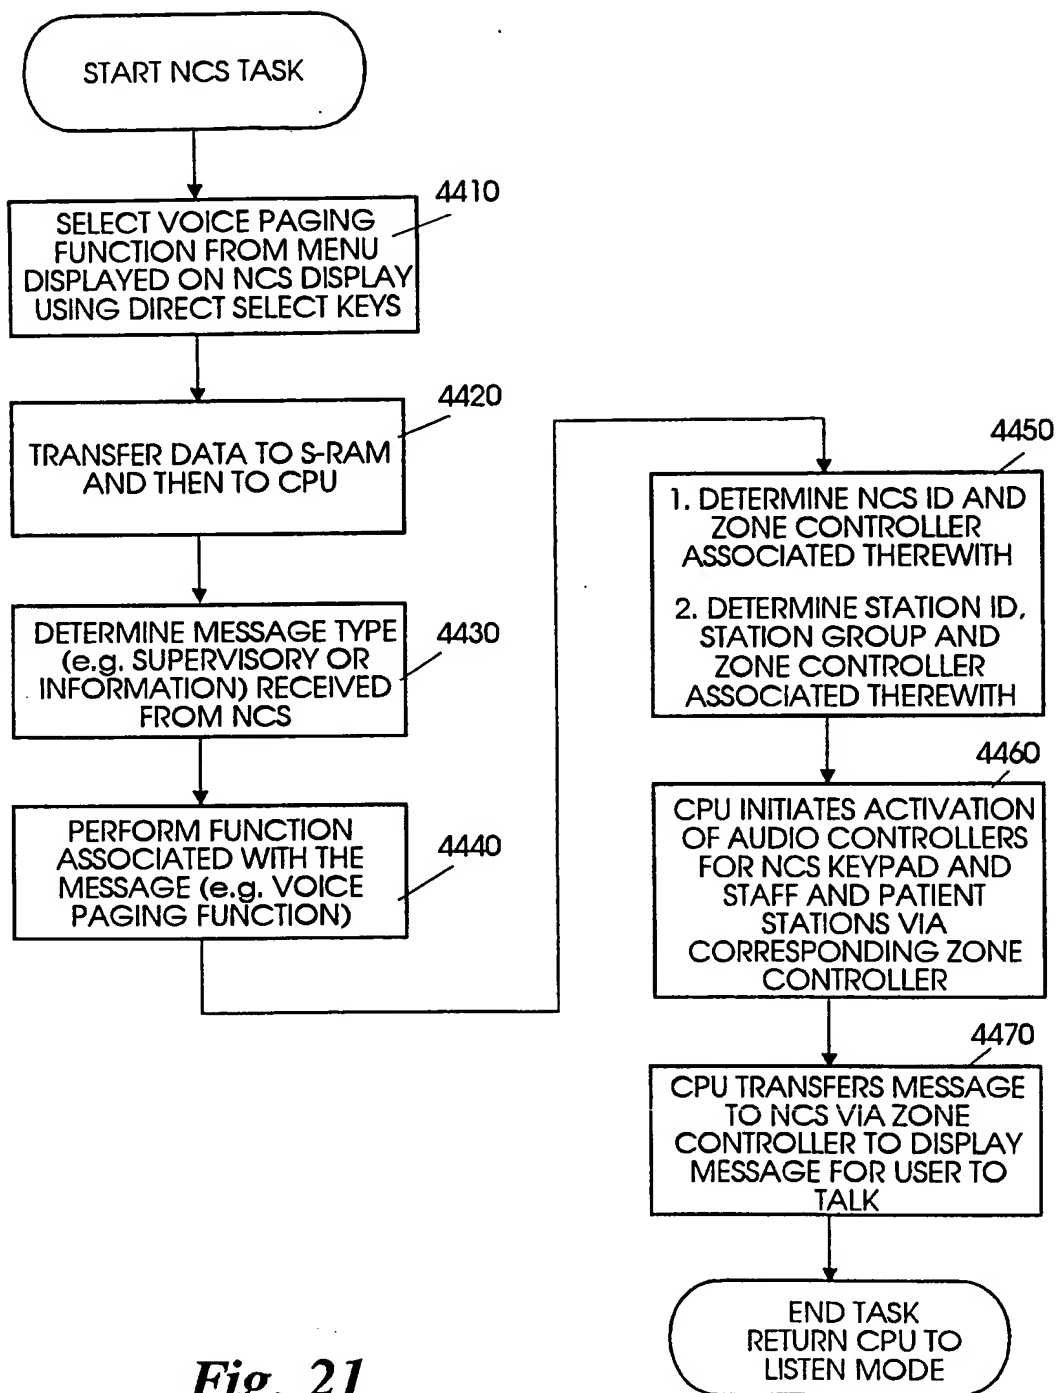 START NCS TASK
4410
SELECT VOICE PAGING
FUNCTION FROM MENU
DISPLAYED ON NCS DISPLAY
USING DIRECT SELECT KEYS
4420
TRANSFER DATA TO S-RAM
AND THEN TO CPU
4430
DETERMINE MESSAGE TYPE
(e.g. SUPERVISORY OR
INFORMATION) RECEIVED
FROM NCS
4440
PERFORM FUNCTION
ASSOCIATED WITH THE
MESSAGE (e.g. VOICE
PAGING FUNCTION)
4450
1. DETERMINE NCS ID AND
ZONE CONTROLLER
ASSOCIATED THEREWITH
2. DETERMINE STATION ID,
STATION GROUP AND
ZONE CONTROLLER
ASSOCIATED THEREWITH
4460
CPU INITIATES ACTIVATION
OF AUDIO CONTROLLERS
FOR NCS KEYPAD AND
STAFF AND PATIENT
STATIONS VIA
CORRESPONDING ZONE
CONTROLLER
4470
CPU TRANSFERS MESSAGE
TO NCS VIA ZONE
CONTROLLER TO DISPLAY
MESSAGE FOR USER TO
TALK
END TASK
RETURN CPU TO
LISTEN MODE
Fig. 21